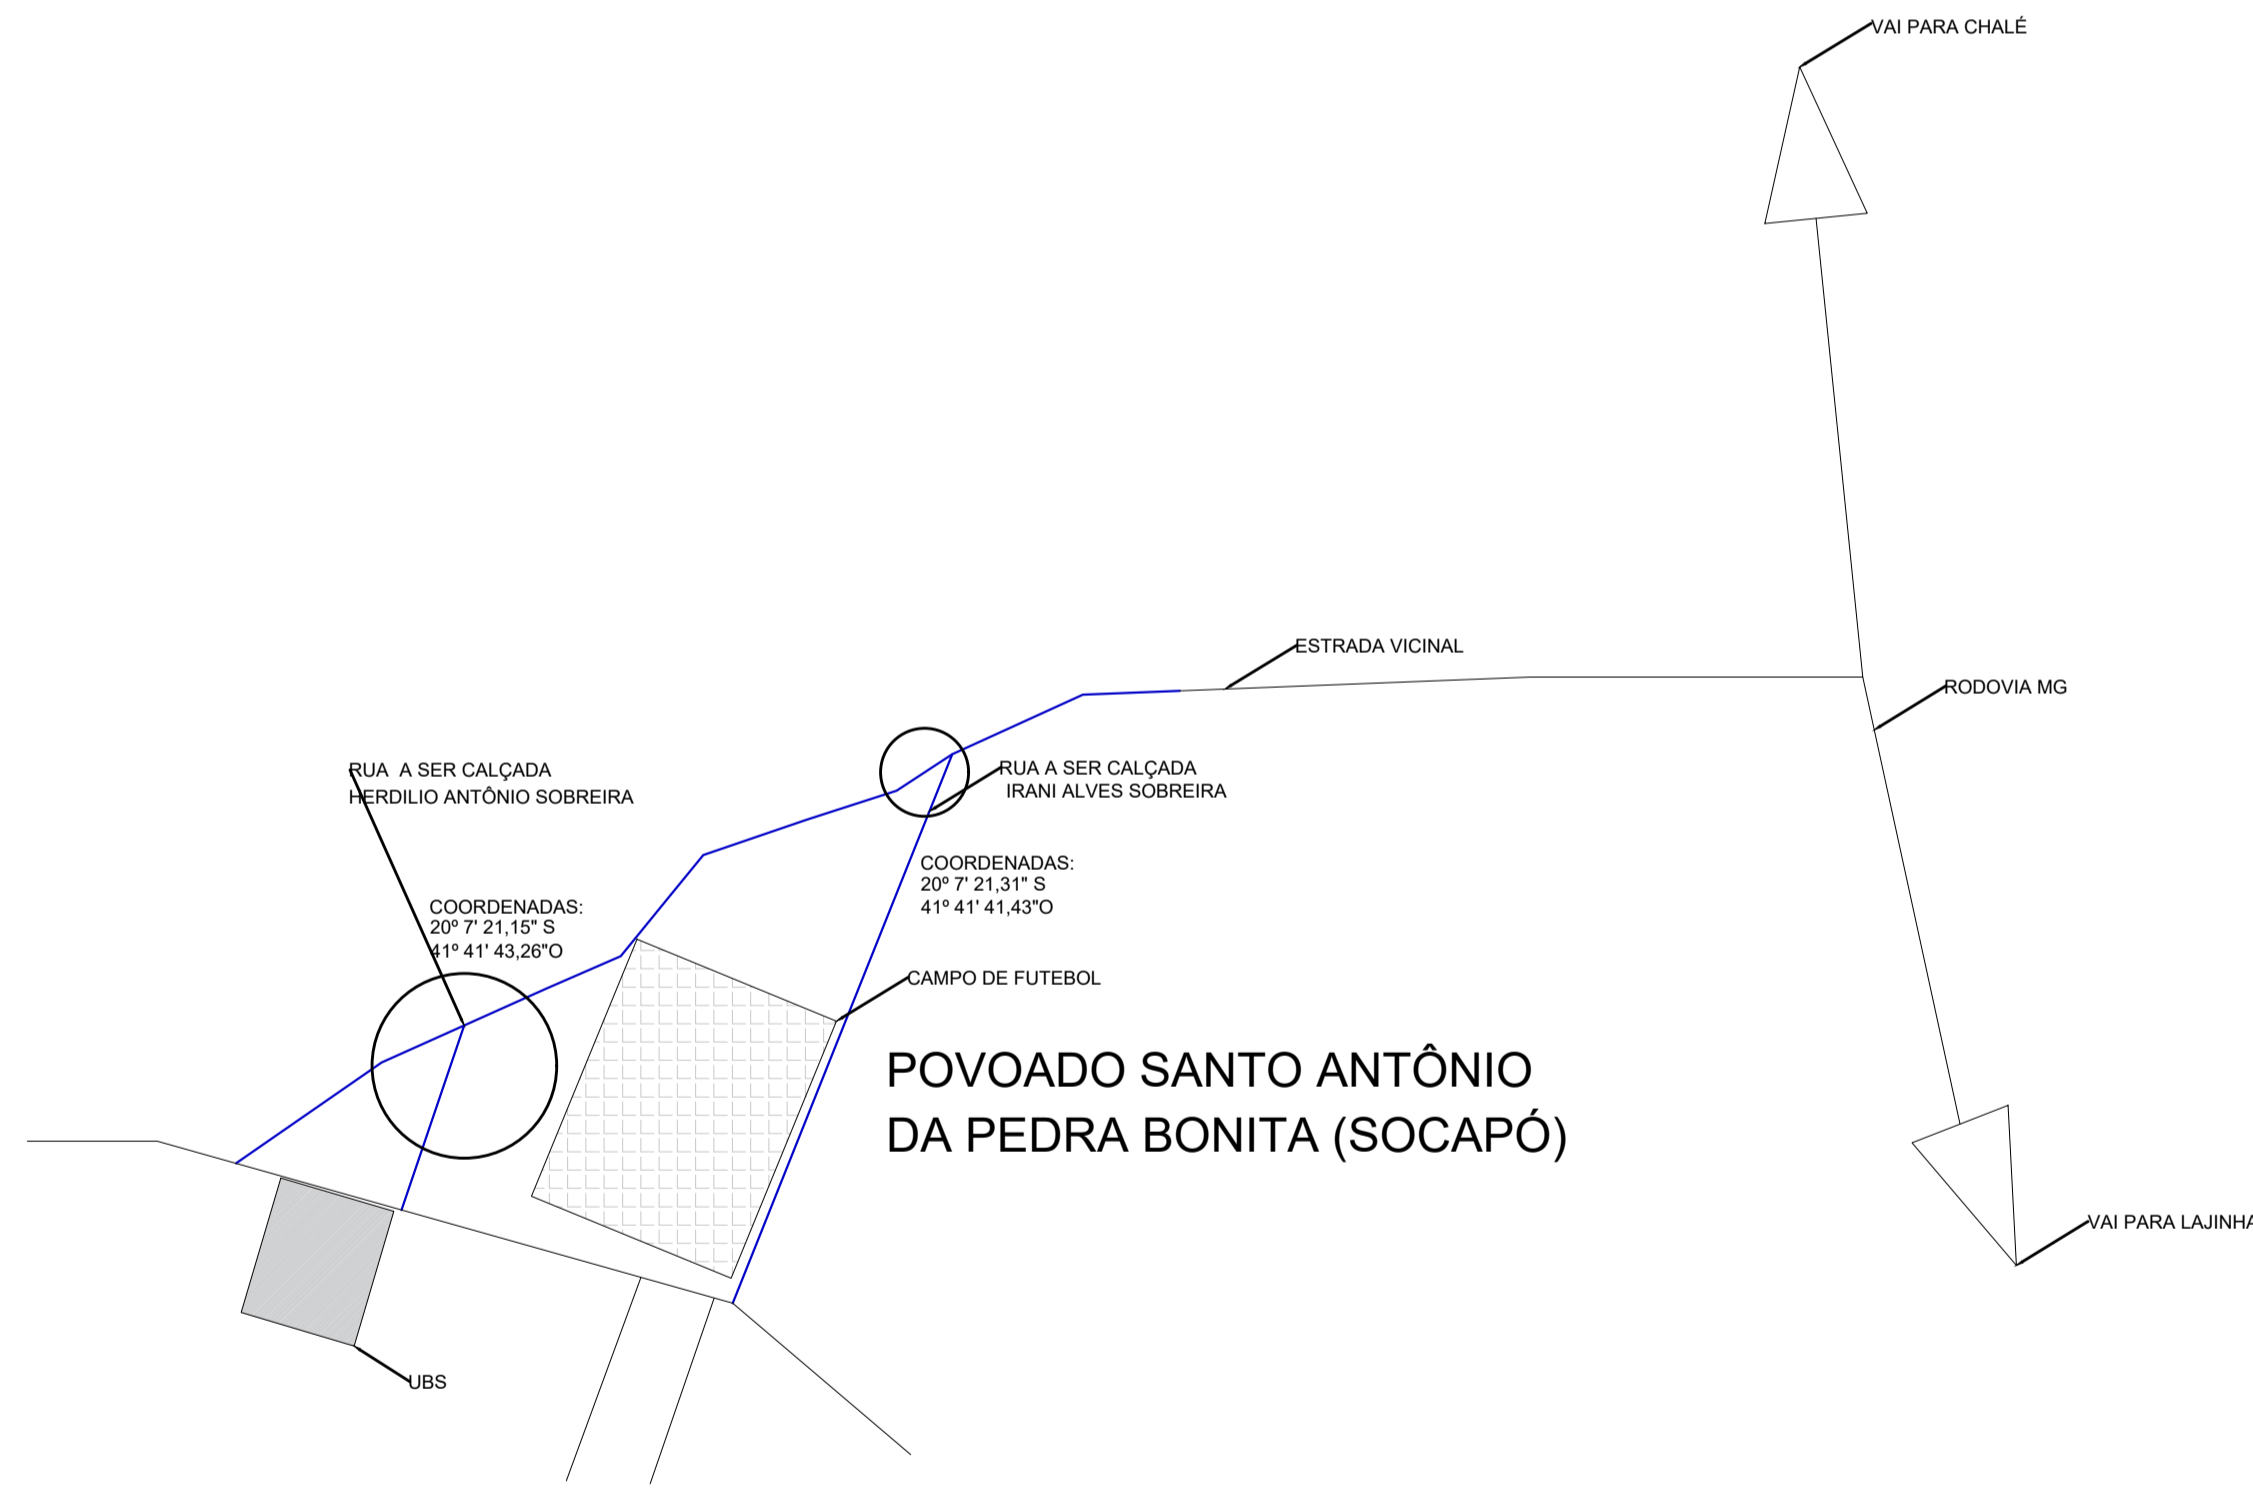 VAI PARA CHALÉ
ESTRADA VICINAL
RODOVIA MG
RUA A SER CALÇADA
HERDILIO ANTÔNIO SOBREIRA
RUA A SER CALÇADA
IRANI ALVES SOBREIRA
COORDENADAS:
20º 7' 21,31" S
41º 41' 41,43"O
COORDENADAS:
20º 7' 21,15" S
41º 41' 43,26"O
CAMPO DE FUTEBOL
POVOADO SANTO ANTÔNIO
DA PEDRA BONITA (SOCAPÓ)
VAI PARA LAJINHA
UBS